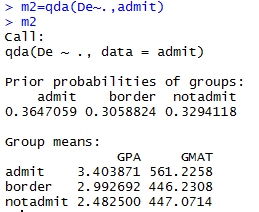 > m2=qda(De~.,admit)
> m2
Call:
qda(De ~ ., data = admit)
Prior probabilities of groups:
admit border notadmit
0.3647059 0.3058824 0.3294118
Group means:
GPA GMAT
admit 3.403871 561.2258
border 2.992692 446.2308
notadmit 2.482500 447.0714